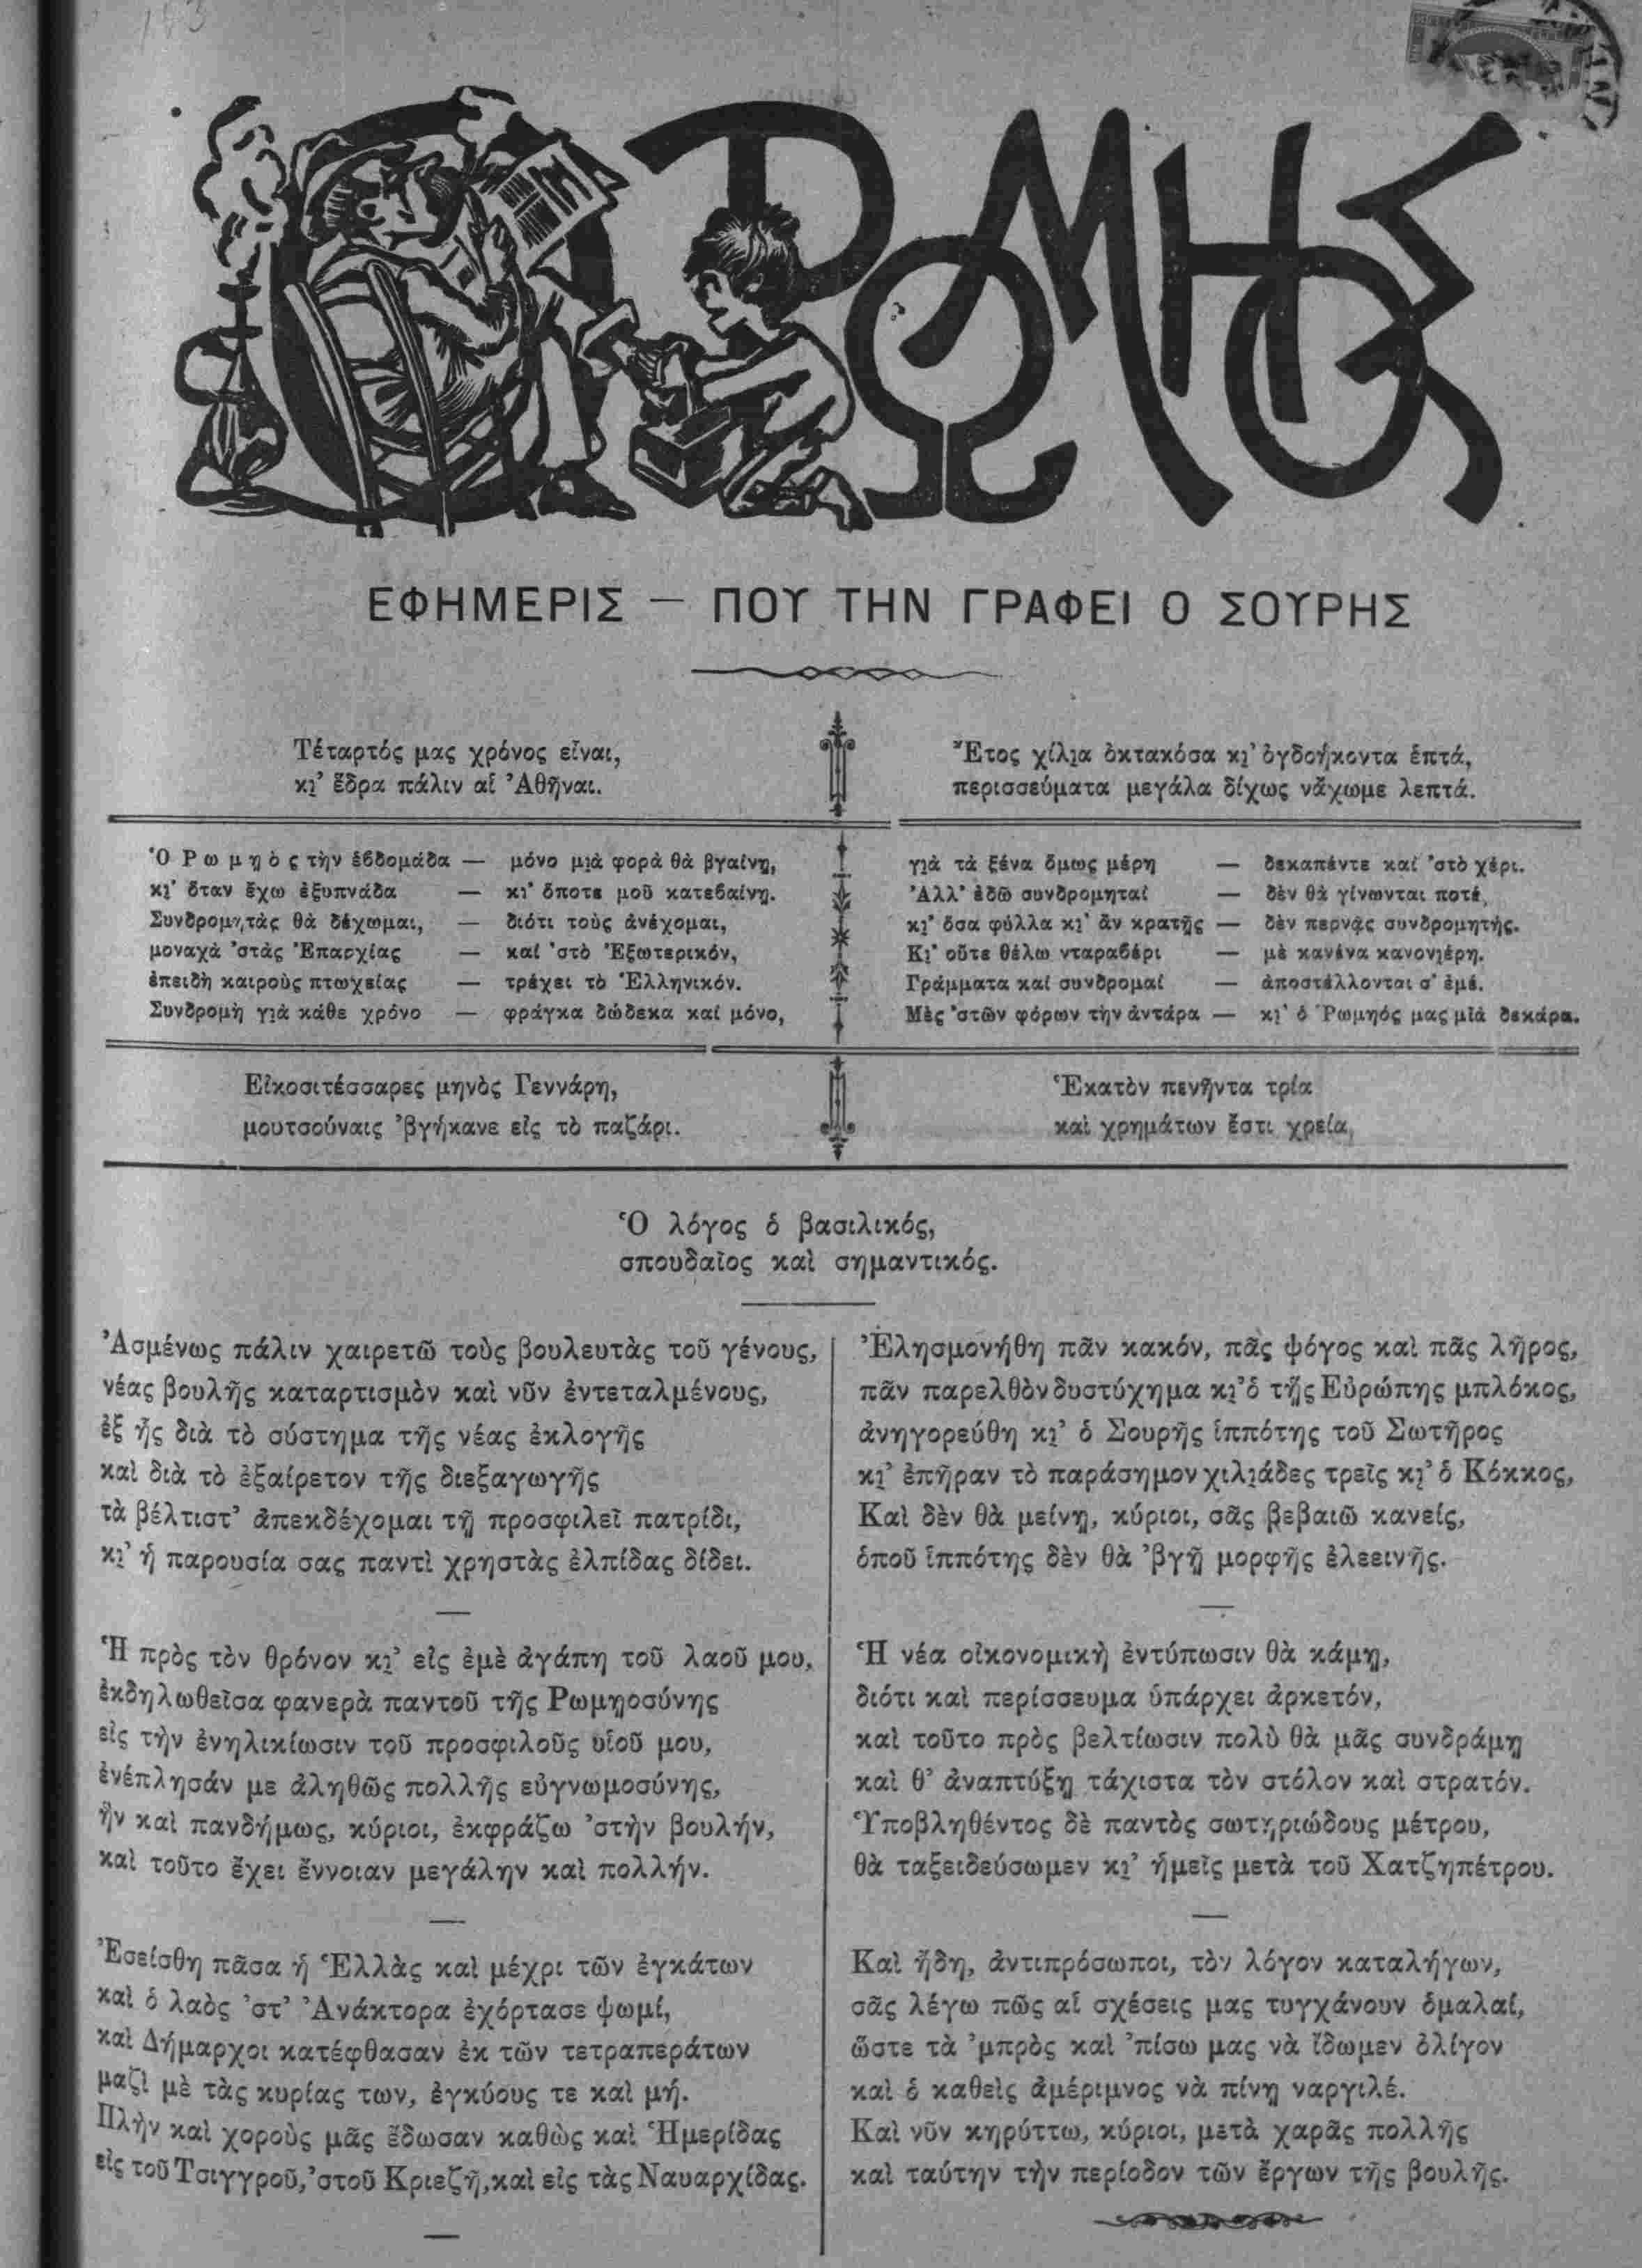 Ο ΡΩΜΗΟΣ
ΕΦΗΜΕΡΙΣ — ΠΟΥ ΤΗΝ ΓΡΑΦΕΙ Ο ΣΟΥΡΗΣ
Τέταρτός μας χρόνος εἶναι,
κι̯’ ἕδρα πάλιν αἱ Ἀθῆναι.
Ἔτος χίλι̯α ὀκτακόσα κι̯’ ὀγδοήκοντα ἑπτά,
περισσεύματα μεγάλα δίχως νἄχωμε λεπτά.
Ὁ Ρωμηὸς τὴν ἑβδομάδα — μόνο μι̯ὰ φορὰ θὰ βγαίνῃ,
κι̯’ ὅταν ἔχω ἐξυπνάδα — κι’ ὅποτε μοῦ κατεβαίνῃ.
Συνδρομητὰς θὰ δέχωμαι, — διότι τοὺς ἀνέχομαι,
μοναχὰ ’στὰς Ἐπαρχίας — καί ’στὸ Ἐξωτερικόν,
ἐπειδὴ καιροὺς πτωχείας — τρέχει τὸ Ἑλληνικόν.
Συνδρομὴ γι̯ὰ κάθε χρόνο — φράγκα δώδεκα καί μόνο,
γι̯ὰ τὰ ξένα ὅμως μέρη — δεκαπέντε καί ’στὸ χέρι.
Ἀλλ’ ἐδῶ συνδρομηταί — δὲν θὰ γίνωνται ποτέ,
κι̯’ ὅσα φύλλα κι̯’ ἂν κρατῇς — δὲν περνᾷς συνδρομητής.
Κι̯’ οὔτε θέλω νταραβέρι — μὲ κανένα κανονι̯έρη.
Γράμματα καί συνδρομαί — ἀποστέλλονται σ’ ἐμέ.
Μὲς ’στῶν φόρων τὴν ἀντάρα — κι̯’ ὁ Ῥωμηός μας μιὰ δεκάρα.
Εἰκοσιτέσσαρες μηνὸς Γεννάρη,
μουτσούναις ’βγήκανε εἰς τὸ παζάρι.
Ἑκατὸν πενῆντα τρία
καὶ χρημάτων ἔστι χρεία,
Ὁ λόγος ὁ βασιλικός,
σπουδαῖος καὶ σημαντικός.
Ἀσμένως πάλιν χαιρετῶ τοὺς βουλευτὰς τοῦ γένους,
νέας βουλῆς καταρτισμὸν καὶ νῦν ἐντεταλμένους,
ἐξ ἧς διὰ τὸ σύστημα τῆς νέας ἐκλογῆς
καὶ διὰ τὸ ἐξαίρετον τῆς διεξαγωγῆς
τὰ βέλτιστ’ ἀπεκδέχομαι τῇ προσφιλεῖ πατρίδι,
κι̯’ ἡ παρουσία σας παντὶ χρηστὰς ἐλπίδας δίδει.
Ἡ πρὸς τὸν θρόνον κι̯’ εἰς ἐμὲ ἀγάπη τοῦ λαοῦ μου,
ἐκδηλωθεῖσα φανερὰ παντοῦ τῆς Ρωμῃοσύνης
εἰς τὴν ἐνηλικίωσιν τοῦ προσφιλοῦς υἱοῦ μου,
ἐνέπλησάν με ἀληθῶς πολλῆς εὐγνωμοσύνης,
ἣν καὶ πανδήμως, κύριοι, ἐκφράζω ’στὴν βουλήν,
καὶ τοῦτο ἔχει ἔννοιαν μεγάλην καὶ πολλήν.
Ἐσείσθη πᾶσα ἡ Ἑλλὰς καὶ μέχρι τῶν ἐγκάτων
καὶ ὁ λαὸς ’στ’ Ἀνάκτορα ἐχόρτασε ψωμί,
καὶ Δήμαρχοι κατέφθασαν ἐκ τῶν τετραπεράτων
μαζὶ μὲ τὰς κυρίας των, ἐγκύους τε καὶ μή.
Πλὴν καὶ χοροὺς μᾶς ἔδωσαν καθὼς καὶ Ἡμερίδας
εἰς τοῦ Τσιγγροῦ, ’στοῦ Κριεζῆ, καὶ εἰς τὰς Ναυαρχίδας.
Ἐλησμονήθη πᾶν κακόν, πᾶς ψόγος καὶ πᾶς λῆρος,
πᾶν παρελθὸν δυστύχημα κι̯’ ὁ τῆς Εὐρώπης μπλόκος,
ἀνηγορεύθη κι̯’ ὁ Σουρῆς ἱππότης τοῦ Σωτῆρος
κι̯’ ἐπῆραν τὸ παράσημον χιλι̯άδες τρεῖς κι̯’ ὁ Κόκκος,
Καὶ δὲν θὰ μείνῃ, κύριοι, σᾶς βεβαιῶ κανείς,
ὁποῦ ἱππότης δὲν θὰ ’βγῇ μορφῆς ἐλεεινῆς.
Ἡ νέα οἰκονομικὴ ἐντύπωσιν θὰ κάμῃ,
διότι καὶ περίσσευμα ὑπάρχει ἀρκετόν,
καὶ τοῦτο πρὸς βελτίωσιν πολὺ θὰ μᾶς συνδράμῃ
καὶ θ’ ἀναπτύξῃ τάχιστα τὸν στόλον καὶ στρατόν.
Ὑποβληθέντος δὲ παντὸς σωτηριώδους μέτρου,
θὰ ταξειδεύσωμεν κι̯’ ἡμεῖς μετὰ τοῦ Χατζηπέτρου.
Καὶ ἤδη, ἀντιπρόσωποι, τὸν λόγον καταλήγων,
σᾶς λέγω πῶς αἱ σχέσεις μας τυγχάνουν ὁμαλαί,
ὥστε τὰ ’μπρὸς καὶ ’πίσω μας νὰ ἴδωμεν ὀλίγον
καὶ ὁ καθεὶς ἀμέριμνος νὰ πίνῃ ναργιλέ.
Καὶ νῦν κηρύττω, κύριοι, μετὰ χαρᾶς πολλῆς
καὶ ταύτην τὴν περίοδον τῶν ἔργων τῆς βουλῆς.